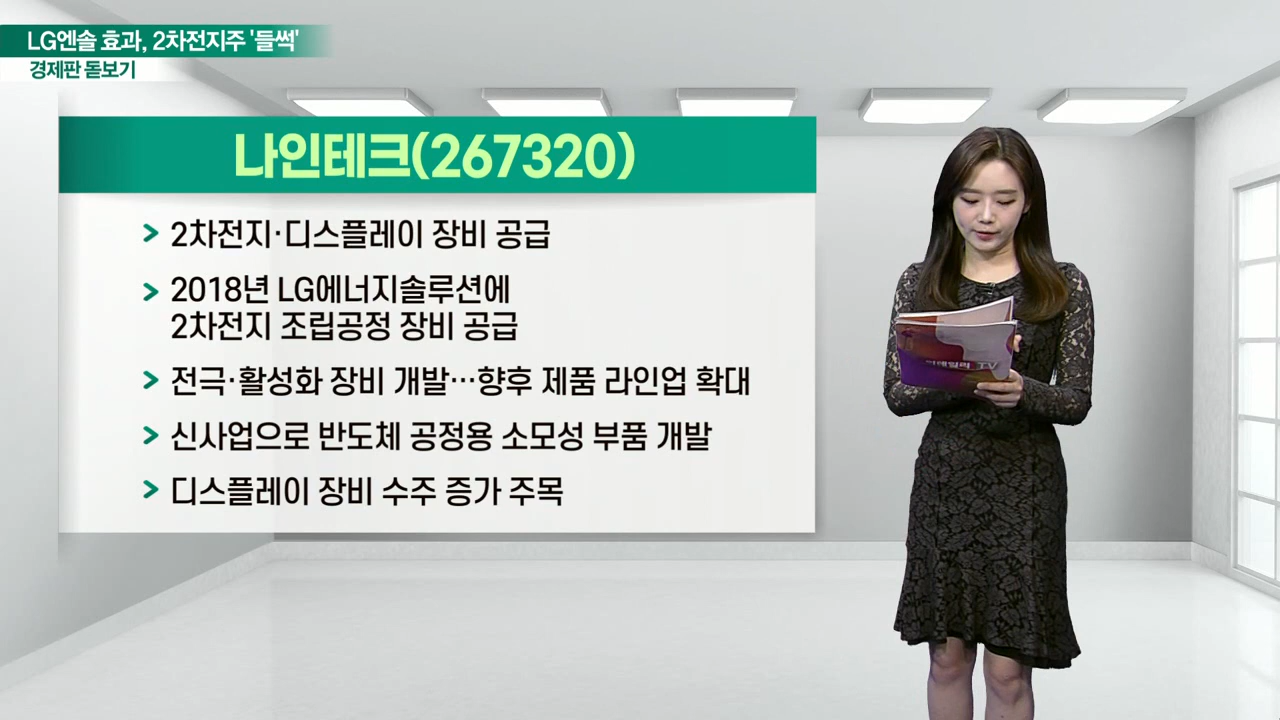 LG엔솔 효과, 2차전지주 '들썩'
경제판 돋보기
나인테크(267320)
> 2차전지·디스플레이 장비 공급
> 2018년 LG에너지솔루션에
2차전지 조립공정 장비 공급
> 전극·활성화 장비 개발…향후 제품 라인업 확대
> 신사업으로 반도체 공정용 소모성 부품 개발
> 디스플레이 장비 수주 증가 주목
TV